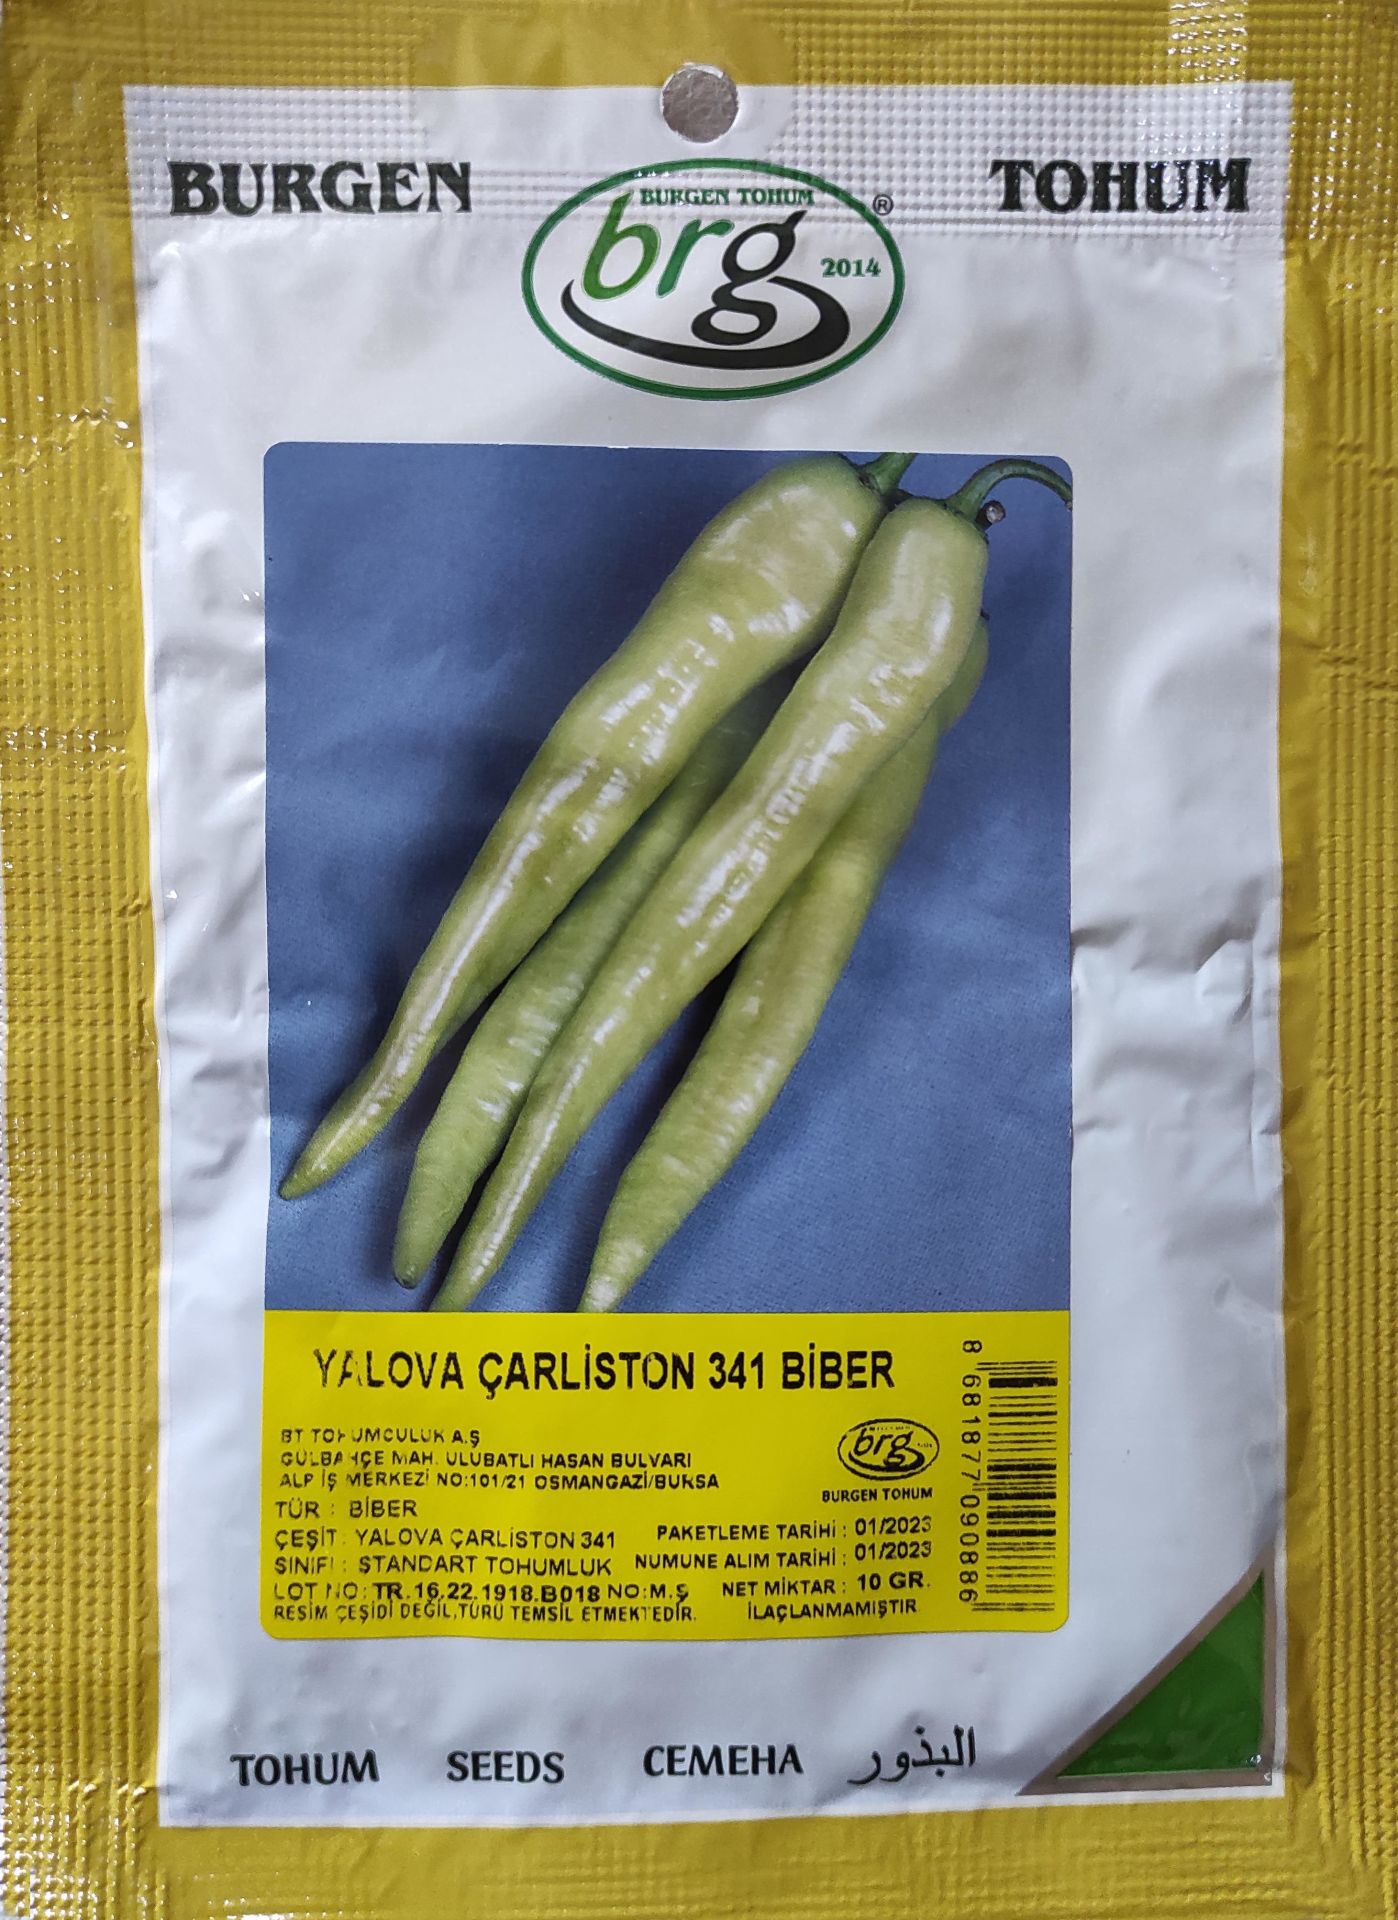 BURGEN TOHUM
BURGEN TOHUM
brg
2014
®
YALOVA ÇARLİSTON 341 BİBER
BT TOHUMCULUK A.Ş
GÜLBAHÇE MAH. ULUBATLI HASAN BULVARI
ALP İŞ MERKEZİ NO:101/21 OSMANGAZİ/BURSA
TÜR : BİBER
ÇEŞİT: YALOVA ÇARLİSTON 341
SINIFI : STANDART TOHUMLUK
LOT NO: TR.16.22.1918.B018 NO:M.Ş
RESİM ÇEŞİDİ DEĞİL,TÜRÜ TEMSİL ETMEKTEDİR.
brg
BURGEN TOHUM
PAKETLEME TARİHİ : 01/2023
NUMUNE ALIM TARİHİ : 01/2023
NET MİKTAR : 10 GR.
İLAÇLANMAMIŞTIR
8 681877 090886
TOHUM SEEDS СЕМЕНА البذور